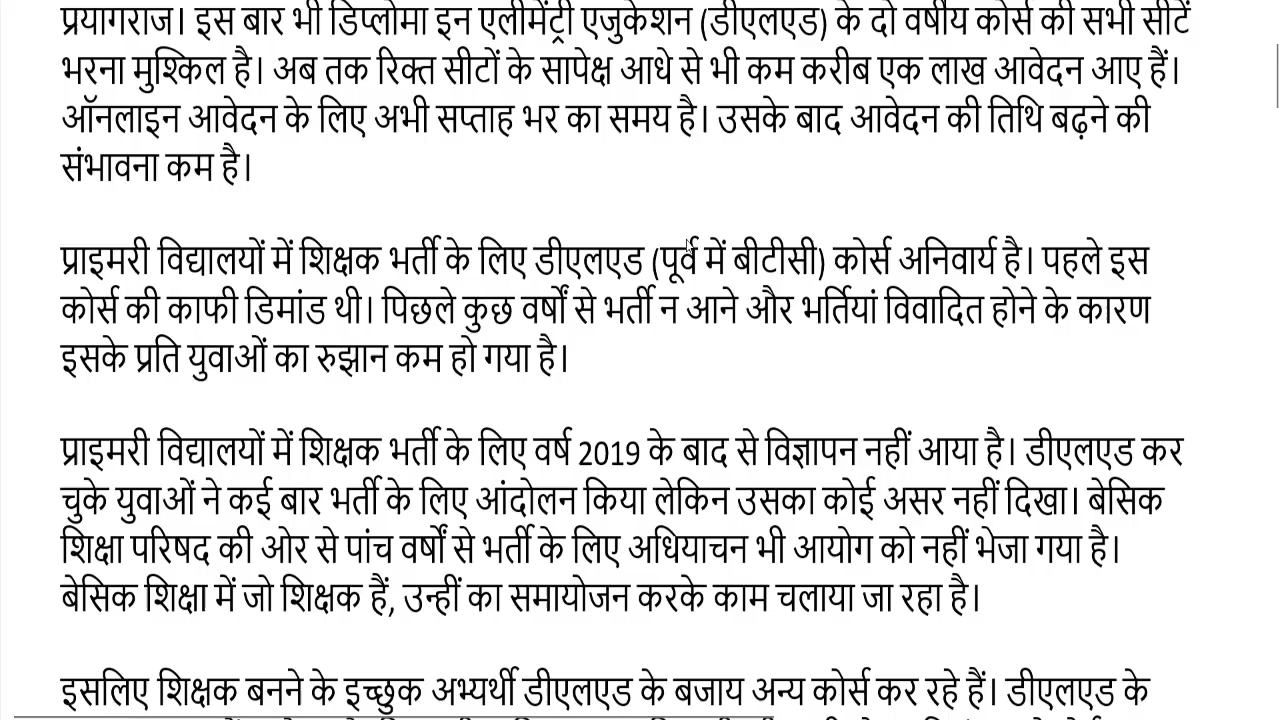 प्रयागराज। इस बार भी डिप्लोमा इन एलीमेंट्री एजुकेशन (डीएलएड) के दो वर्षीय कोर्स की सभी सीटें
भरना मुश्किल है। अब तक रिक्त सीटों के सापेक्ष आधे से भी कम करीब एक लाख आवेदन आए हैं।
ऑनलाइन आवेदन के लिए अभी सप्ताह भर का समय है। उसके बाद आवेदन की तिथि बढ़ने की
संभावना कम है।
प्राइमरी विद्यालयों में शिक्षक भर्ती के लिए डीएलएड (पूर्व में बीटीसी) कोर्स अनिवार्य है। पहले इस
कोर्स की काफी डिमांड थी। पिछले कुछ वर्षों से भर्ती न आने और भर्तियां विवादित होने के कारण
इसके प्रति युवाओं का रुझान कम हो गया है।
प्राइमरी विद्यालयों में शिक्षक भर्ती के लिए वर्ष 2019 के बाद से विज्ञापन नहीं आया है। डीएलएड कर
चुके युवाओं ने कई बार भर्ती के लिए आंदोलन किया लेकिन उसका कोई असर नहीं दिखा। बेसिक
शिक्षा परिषद की ओर से पांच वर्षों से भर्ती के लिए अधियाचन भी आयोग को नहीं भेजा गया है।
बेसिक शिक्षा में जो शिक्षक हैं, उन्हीं का समायोजन करके काम चलाया जा रहा है।
इसलिए शिक्षक बनने के इच्छुक अभ्यर्थी डीएलएड के बजाय अन्य कोर्स कर रहे हैं। डीएलएड के